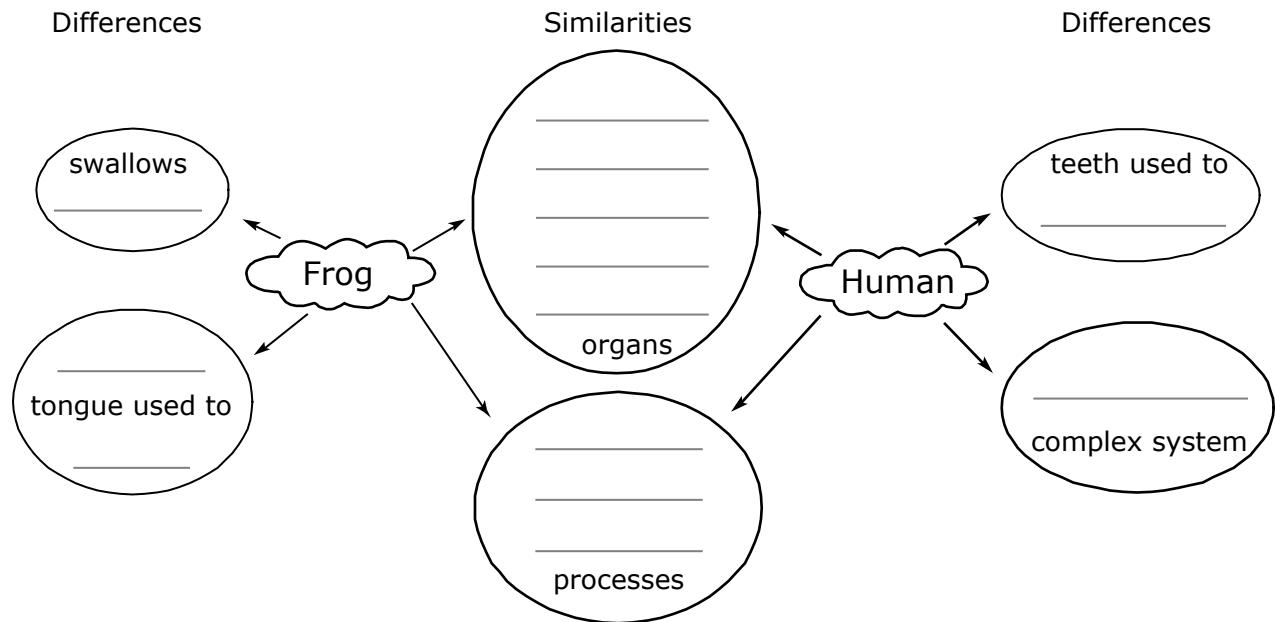 Differences
Similarities
Differences
swallows
teeth used to
Frog
Human
organs
tongue used to
complex system
processes